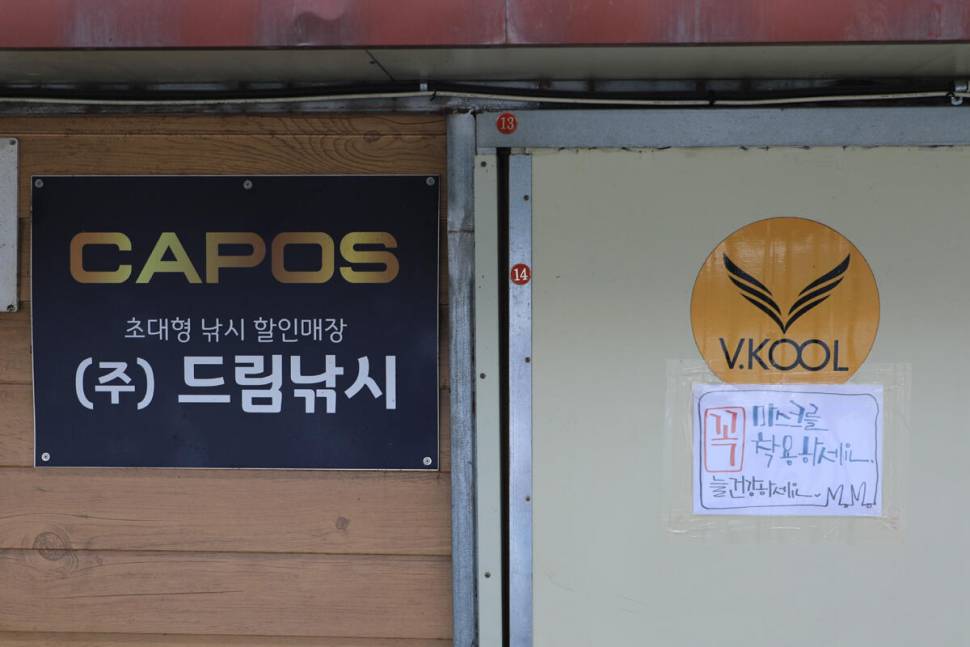 CAPOS
초대형 낚시 할인매장
(주) 드림낚시
13
14
V.KOOL
꼭 마스크를
착용하세요.
늘 건강하세요. M.M.